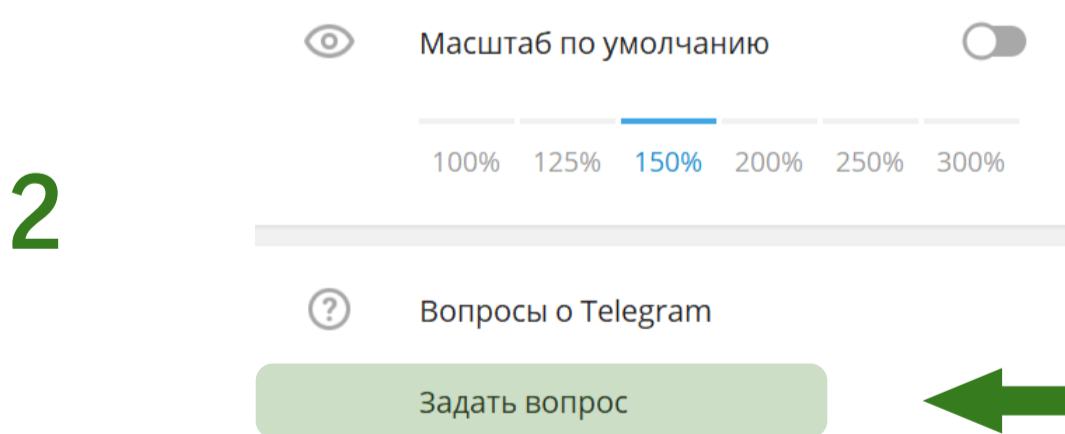 Масштаб по умолчанию
100% 125% 150% 200% 250% 300%
2
Вопросы о Telegram
Задать вопрос